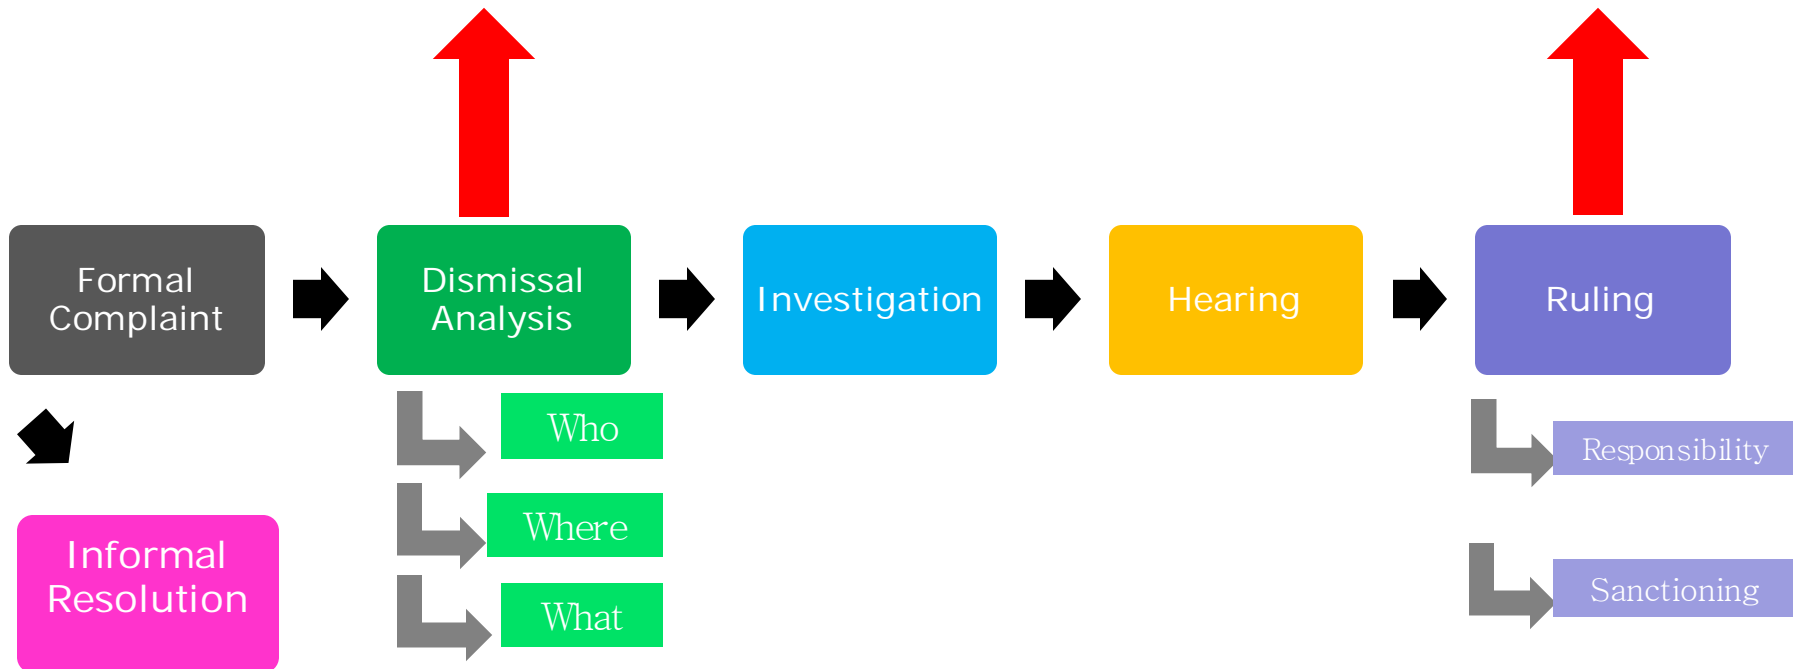 Formal
Complaint
Dismissal
Analysis
Investigation
Hearing
Ruling
Who
Where
What
Responsibility
Sanctioning
Informal
Resolution